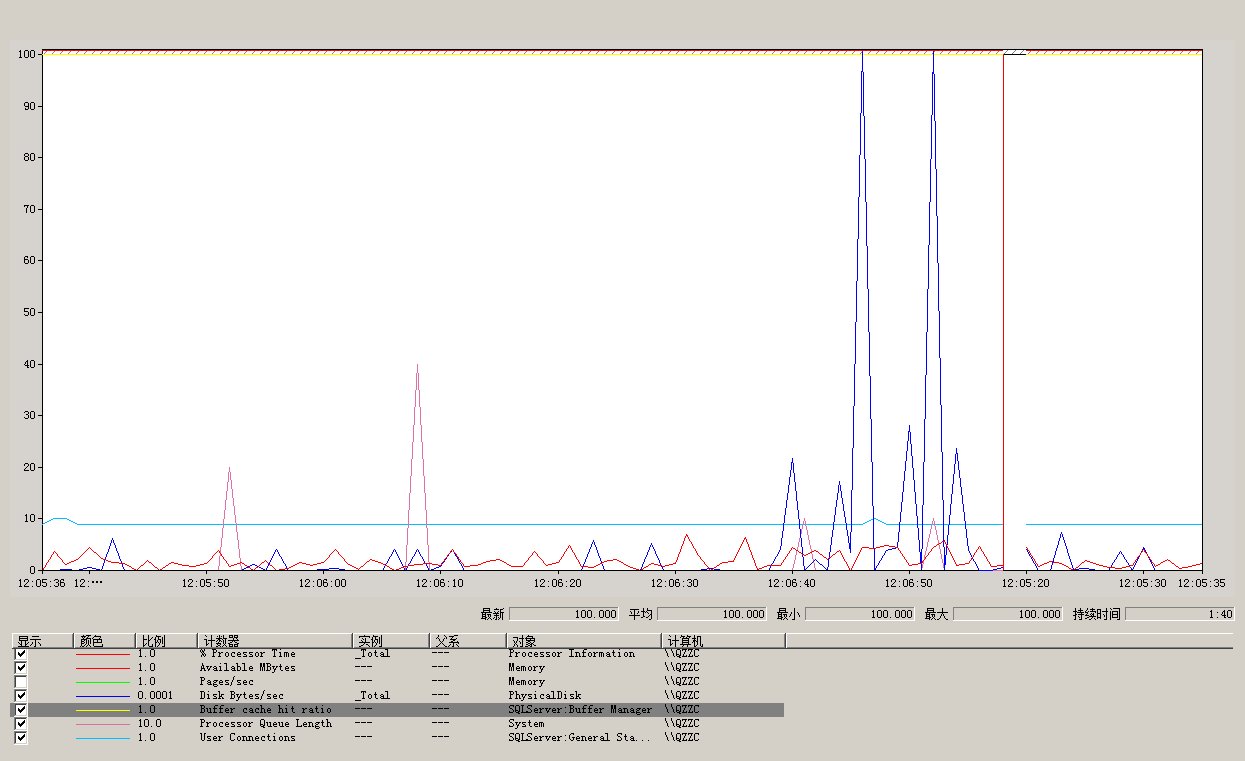 100
90
80
70
60
50
40
30
20
10
0
12:05:36 12:··· 12:05:50 12:06:00 12:06:10 12:06:20 12:06:30 12:06:40 12:06:50 12:05:20 12:05:30 12:05:35
最新 100.000 平均 100.000 最小 100.000 最大 100.000 持续时间 1:40
显示 颜色 比例 计数器 实例 父系 对象 计算机
1.0 % Processor Time _Total --- Processor Information \\QZZC
1.0 Available MBytes --- --- Memory \\QZZC
1.0 Pages/sec --- --- Memory \\QZZC
0.0001 Disk Bytes/sec _Total --- PhysicalDisk \\QZZC
1.0 Buffer cache hit ratio --- --- SQLServer:Buffer Manager \\QZZC
10.0 Processor Queue Length --- --- System \\QZZC
1.0 User Connections --- --- SQLServer:General Sta... \\QZZC